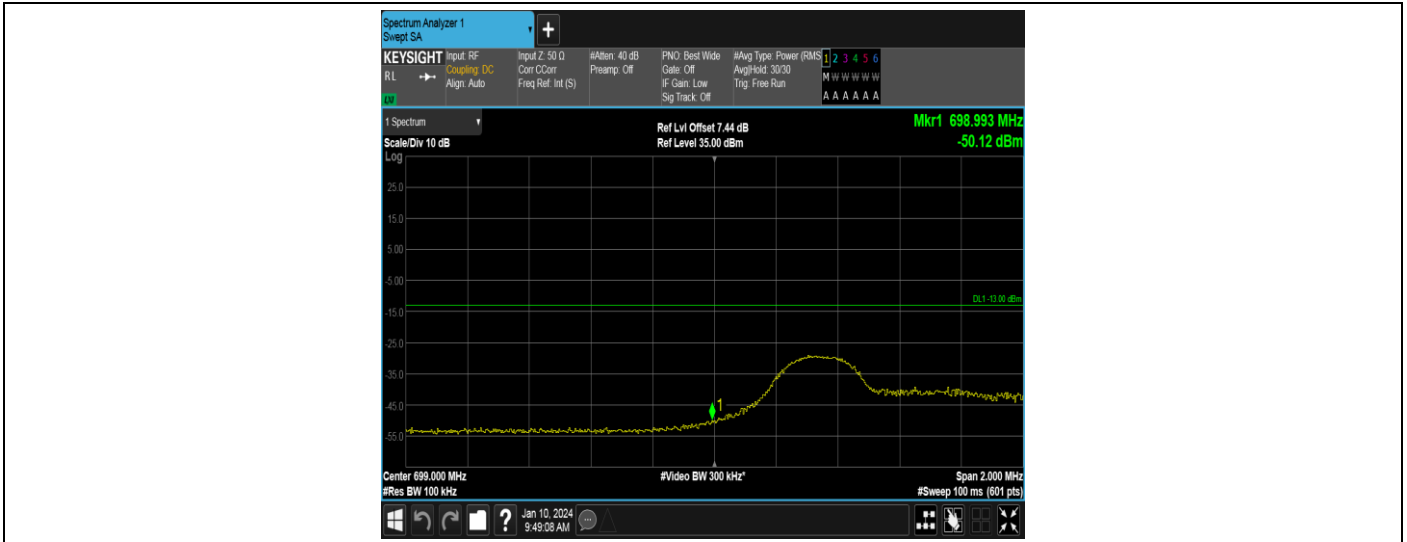 Spectrum Analyzer 1
Swept SA
+
KEYSIGHT
RL
LXI
Input: RF
Coupling: DC
Align: Auto
Input Z: 50 Ω
Corr CCorr
Freq Ref: Int (S)
#Atten: 40 dB
Preamp: Off
PNO: Best Wide
Gate: Off
IF Gain: Low
Sig Track: Off
#Avg Type: Power (RMS
Avg|Hold: 30/30
Trig: Free Run
1 2 3 4 5 6
M W W W W W
A A A A A A
1 Spectrum
Scale/Div 10 dB
Ref Lvl Offset 7.44 dB
Ref Level 35.00 dBm
Mkr1 698.993 MHz
-50.12 dBm
Log
25.0
15.0
5.00
-5.00
DL1 -13.00 dBm
-15.0
-25.0
-35.0
-45.0
1
-55.0
Center 699.000 MHz
#Video BW 300 kHz*
Span 2.000 MHz
#Res BW 100 kHz
#Sweep 100 ms (601 pts)
?
Jan 10, 2024
9:49:08 AM